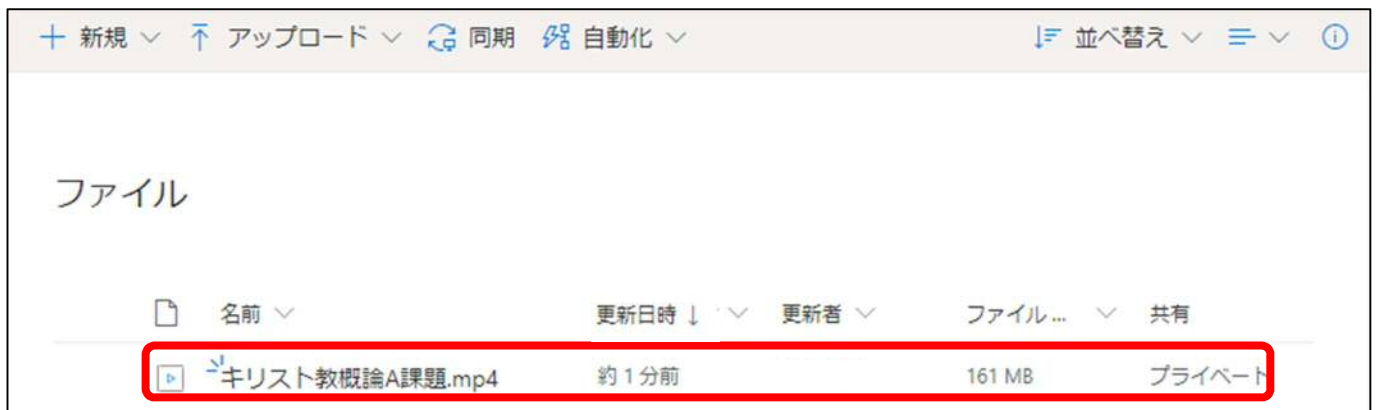 新規 アップロード 同期 自動化 並べ替え
ファイル
名前 更新日時 ↓ 更新者 ファイル ... 共有
キリスト教概論A課題.mp4 約 1 分前 161 MB プライベート